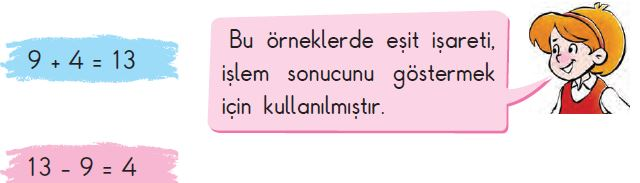 9 + 4 = 13
Bu örneklerde eşit işareti,
işlem sonucunu göstermek
için kullanılmıştır.
13 - 9 = 4